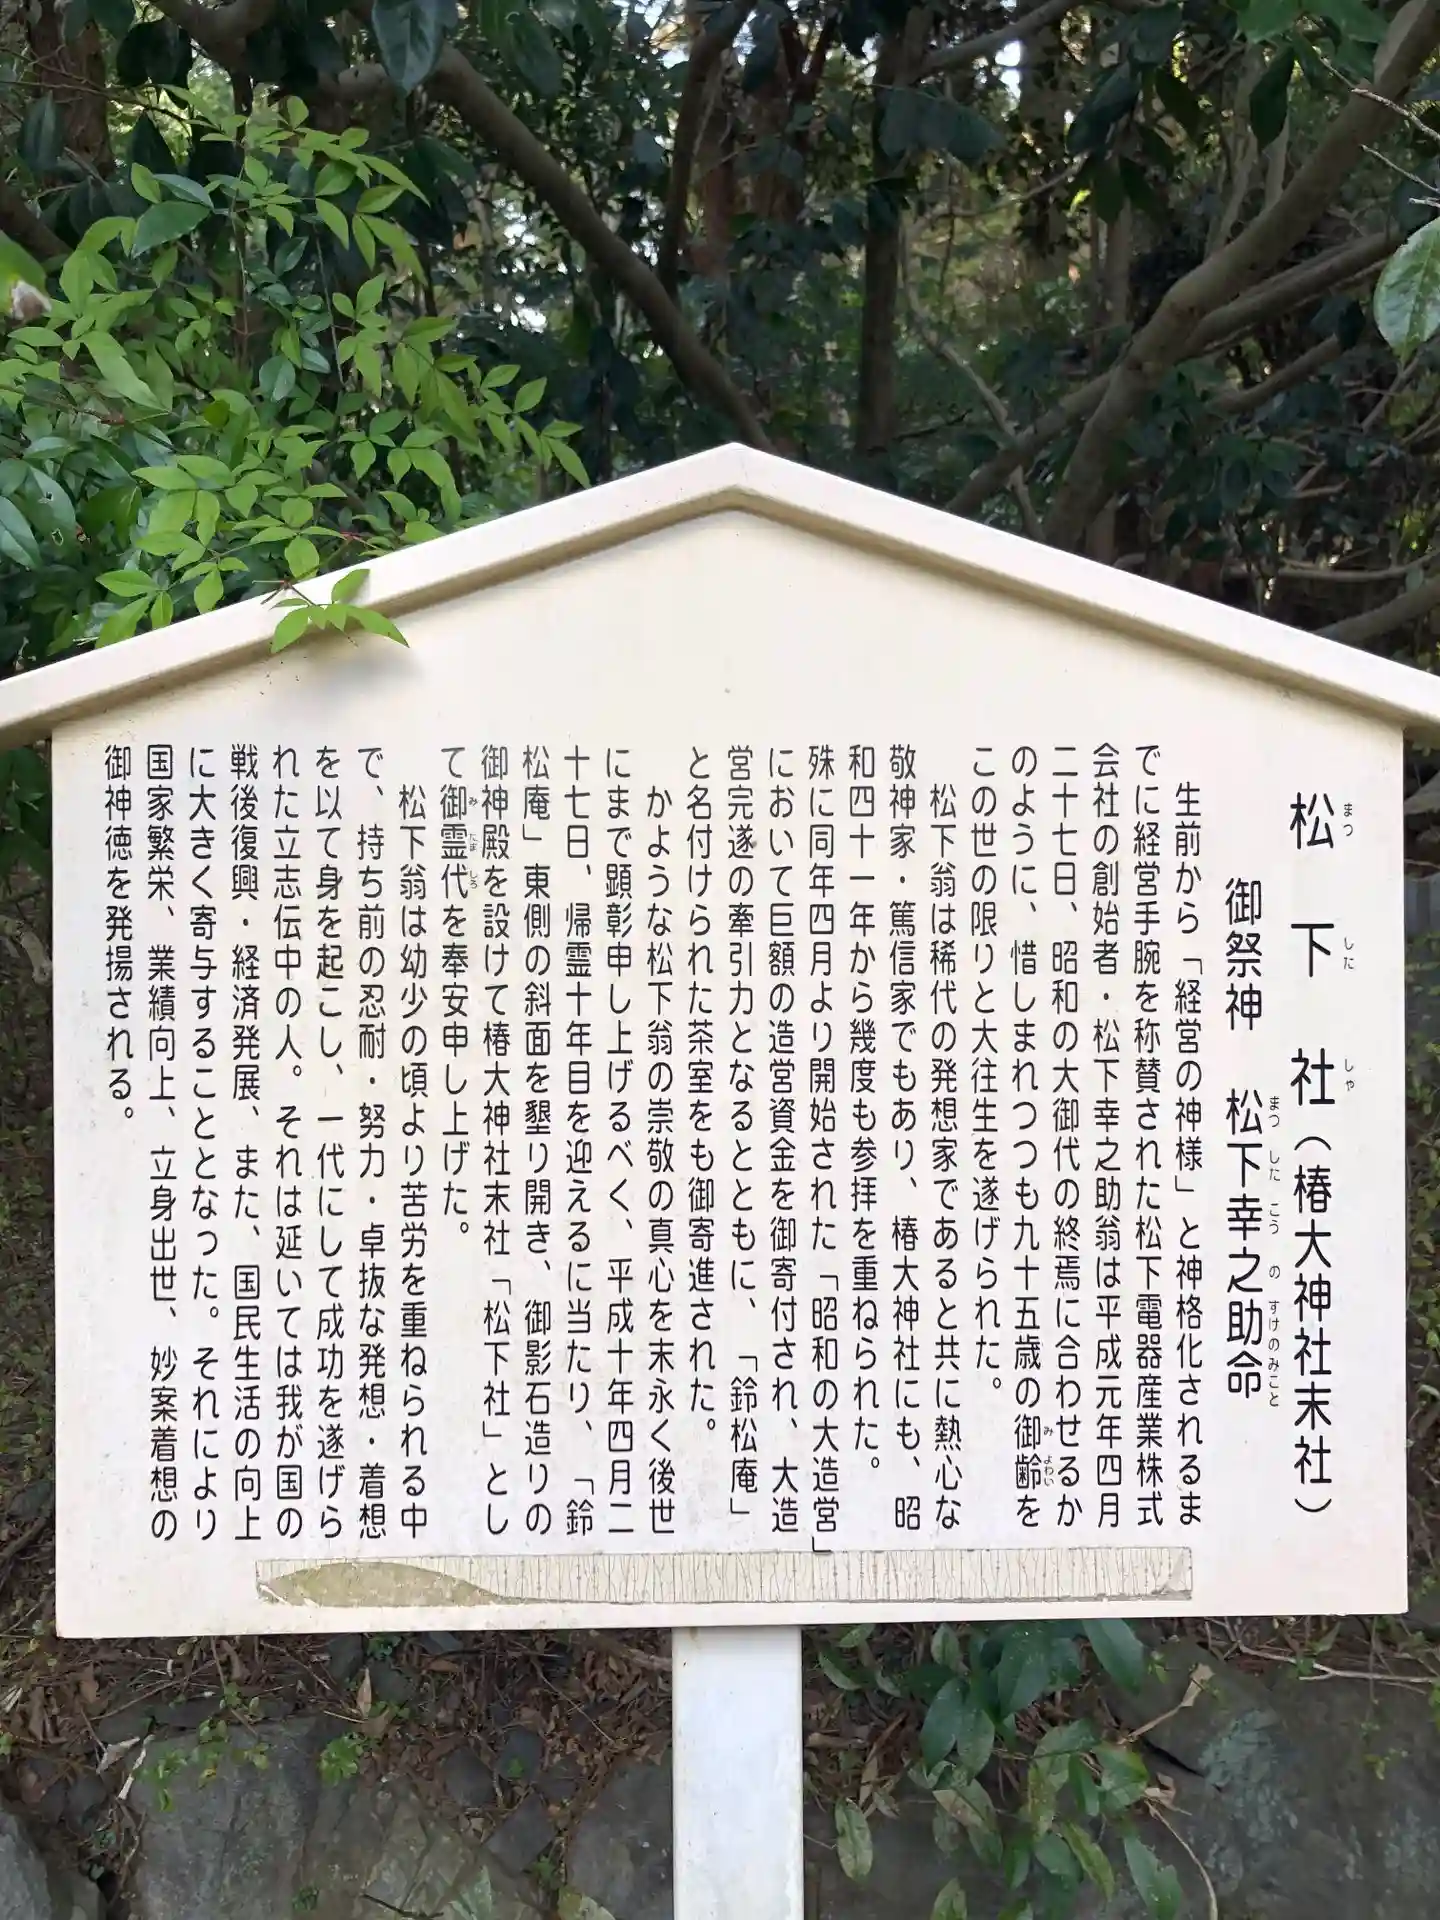 松下社（椿大神社末社）
御祭神　松下幸之助命
生前から「経営の神様」と神格化されるま
でに経営手腕を称賛された松下電器産業株式
会社の創始者・松下幸之助翁は平成元年四月
二十七日、昭和の大御代の終焉に合わせるか
のように、惜しまれつつも九十五歳の御齢を
この世の限りと大往生を遂げられた。
松下翁は稀代の発想家であると共に熱心な
敬神家・篤信家でもあり、椿大神社にも、昭
和四十一年から幾度も参拝を重ねられた。
殊に同年四月より開始された「昭和の大造営」
において巨額の造営資金を御寄付され、大造
営完遂の牽引力となるとともに、「鈴松庵」
と名付けられた茶室をも御寄進された。
かような松下翁の崇敬の真心を末永く後世
にまで顕彰申し上げるべく、平成十年四月二
十七日、帰霊十年目を迎えるに当たり、「鈴
松庵」東側の斜面を墾り開き、御影石造りの
御神殿を設けて椿大神社末社「松下社」とし
て御霊代を奉安申し上げた。
松下翁は幼少の頃より苦労を重ねられる中
で、持ち前の忍耐・努力・卓抜な発想・着想
を以て身を起こし、一代にして成功を遂げら
れた立志伝中の人。それは延いては我が国の
戦後復興・経済発展、また、国民生活の向上
に大きく寄与することとなった。それにより
国家繁栄、業績向上、立身出世、妙案着想の
御神徳を発揚される。